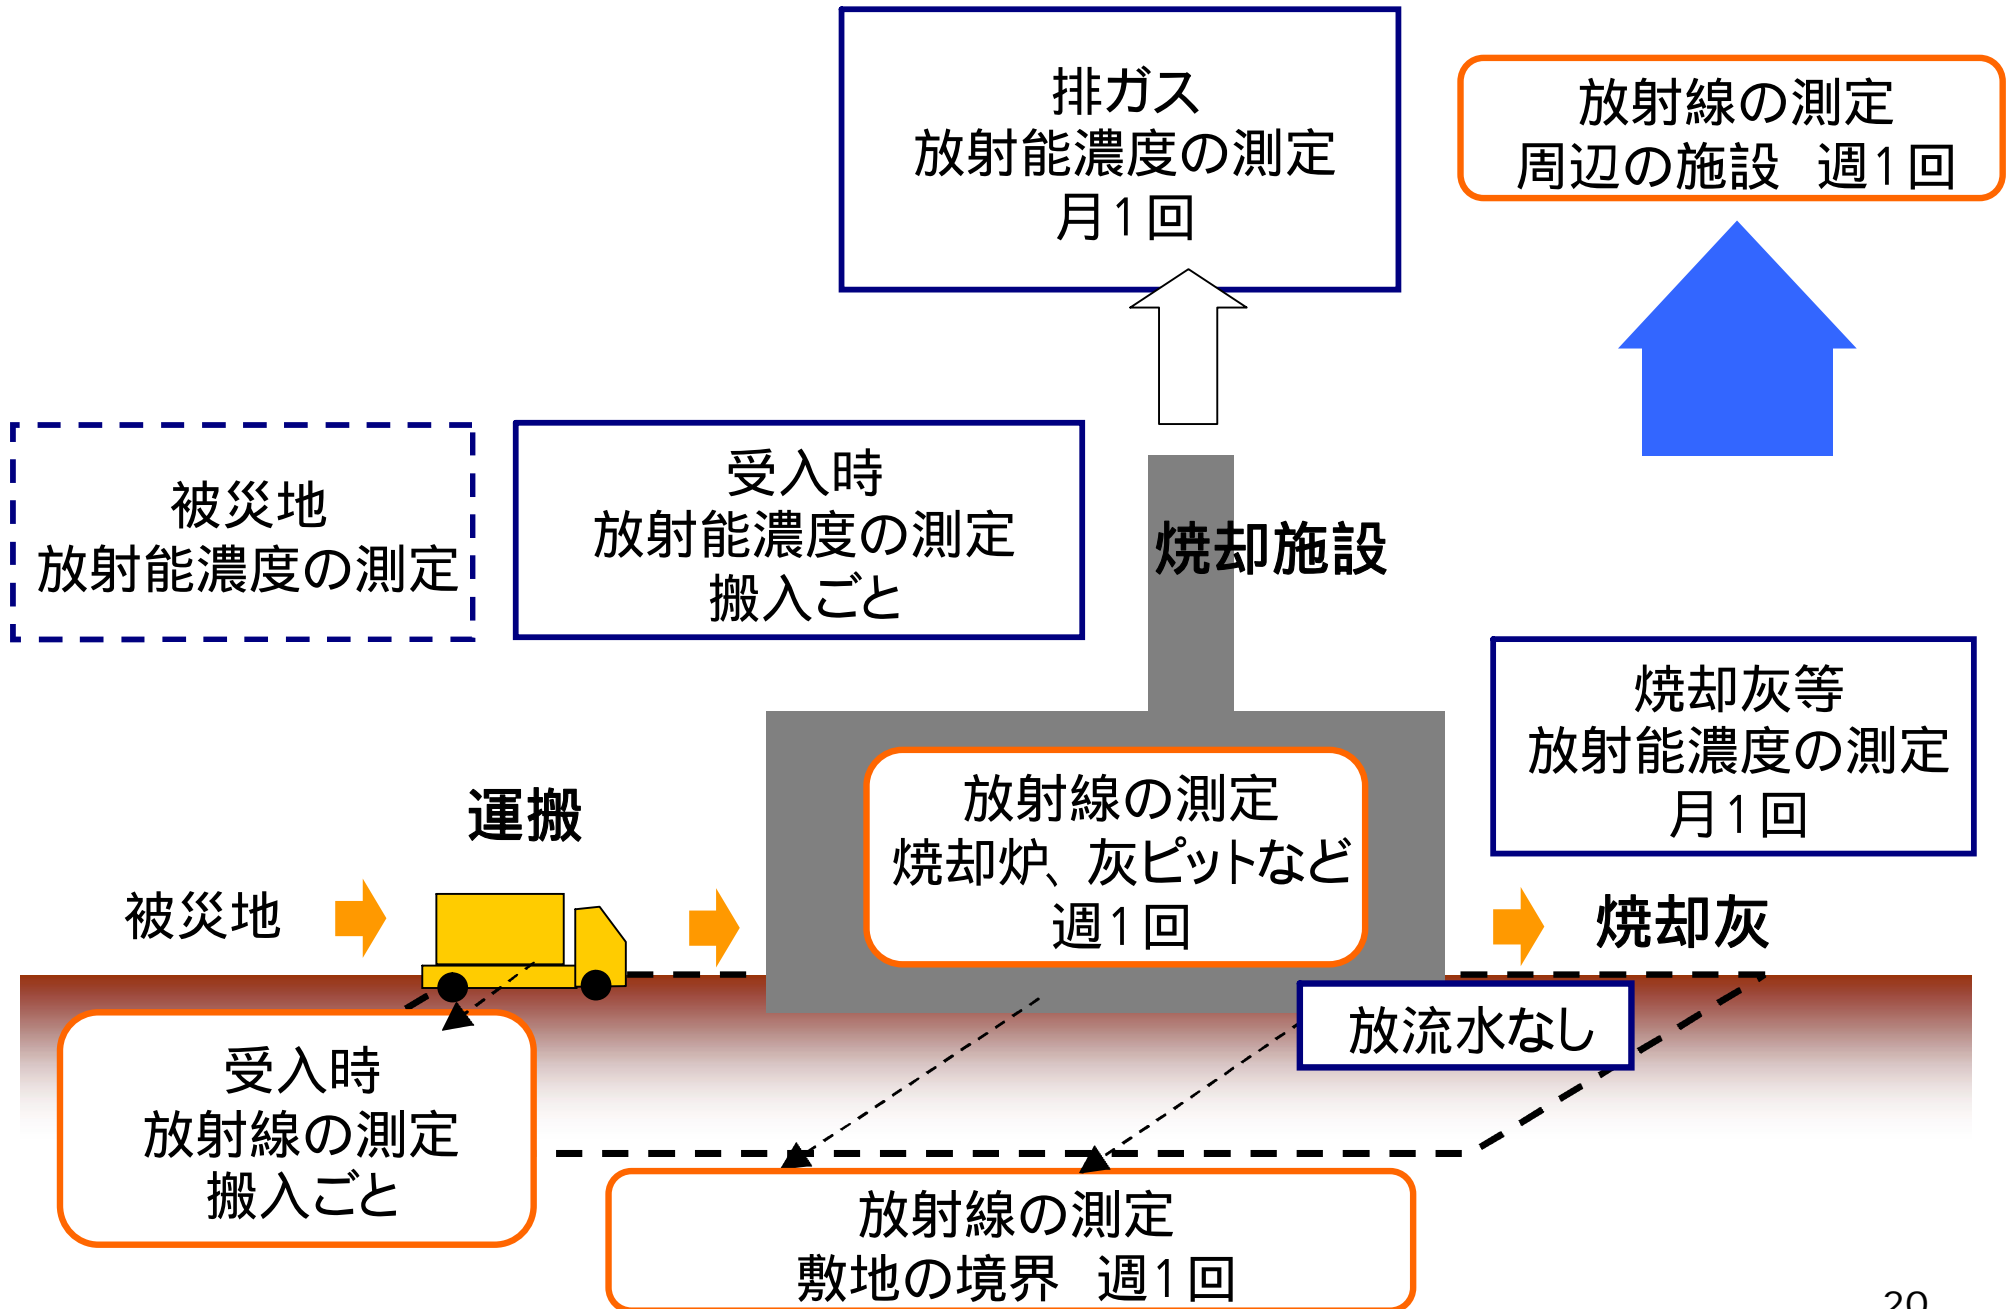 排ガス
放射能濃度の測定
月1回
放射線の測定
周辺の施設　週1回
被災地
放射能濃度の測定
受入時
放射能濃度の測定
搬入ごと
焼却施設
焼却灰等
放射能濃度の測定
月1回
運搬
放射線の測定
焼却炉、灰ピットなど
週1回
被災地
焼却灰
放流水なし
受入時
放射線の測定
搬入ごと
放射線の測定
敷地の境界　週1回
20